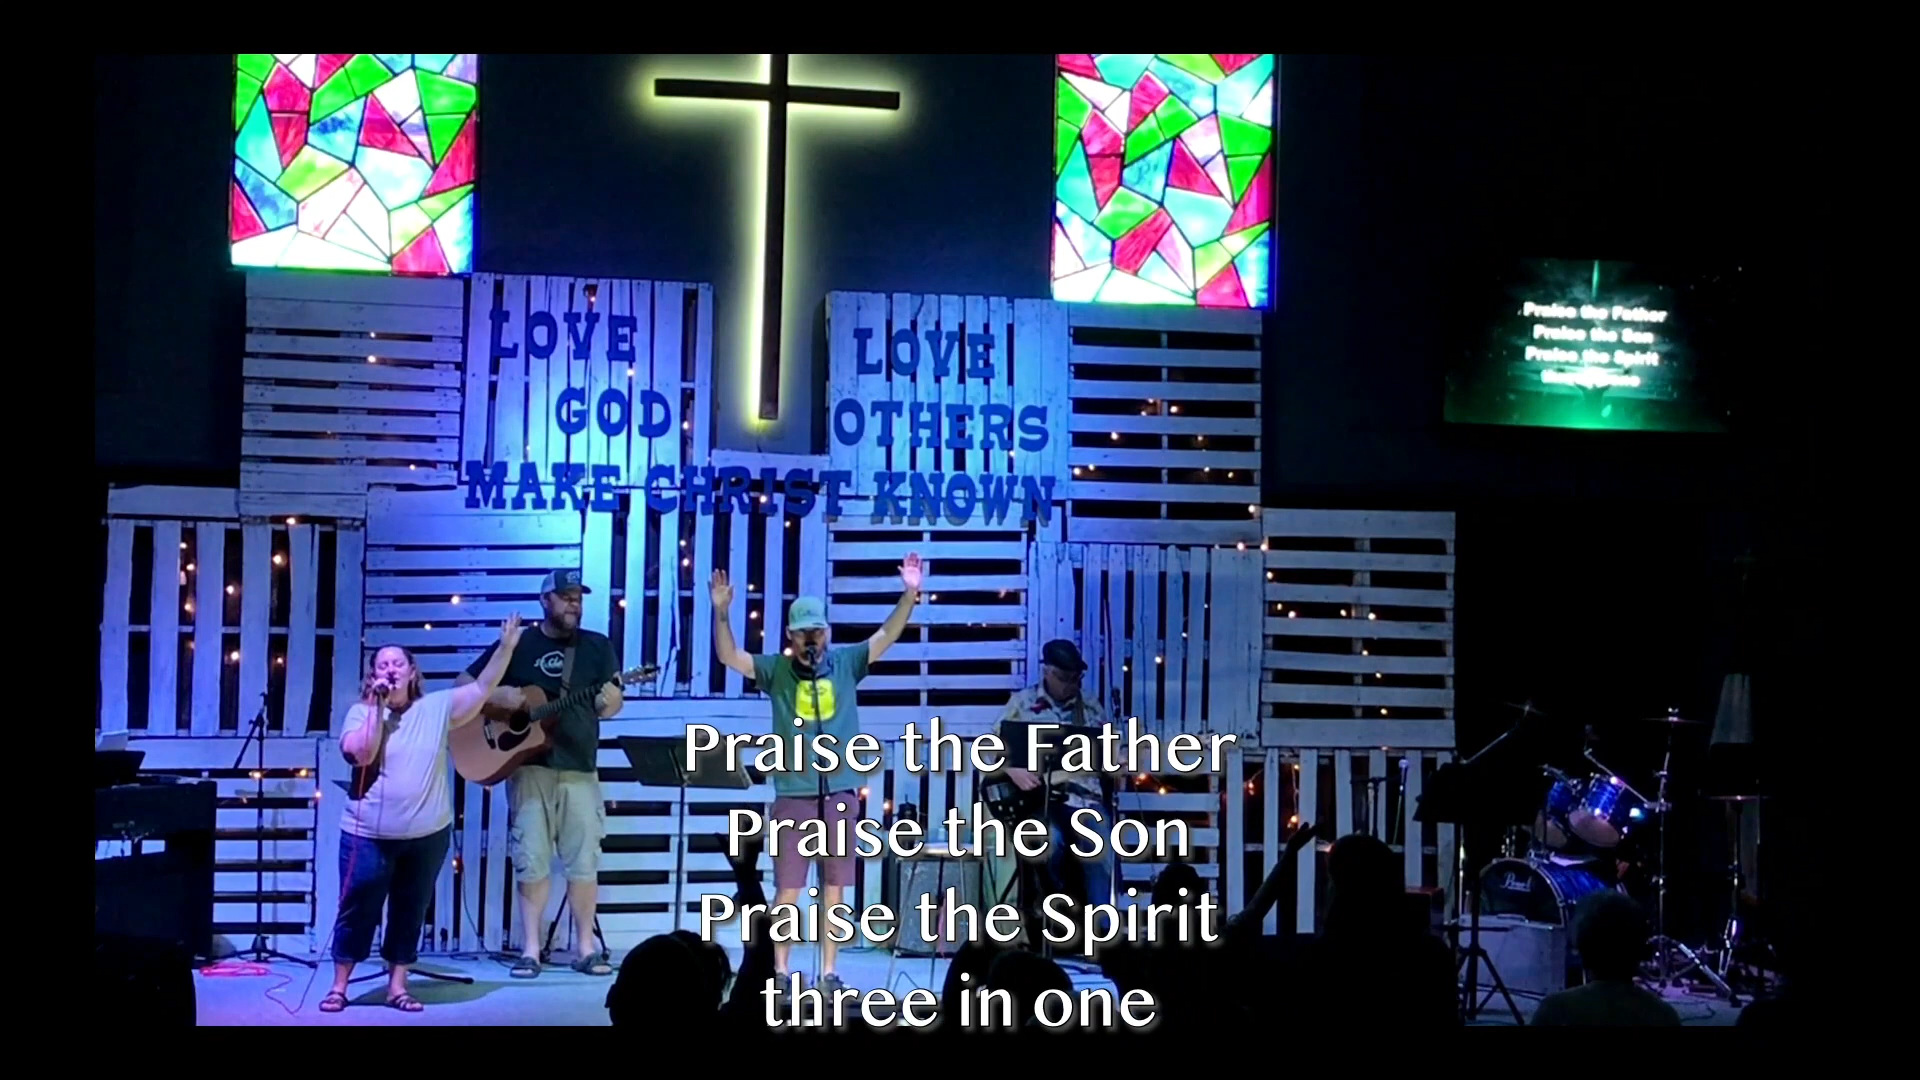 LOVE
GOD
LOVE
OTHERS
MAKE CHRIST KNOWN
Praise the Father
Praise the Son
Praise the Spirit
Praise the Father
Praise the Son
Praise the Spirit
three in one
Pearl